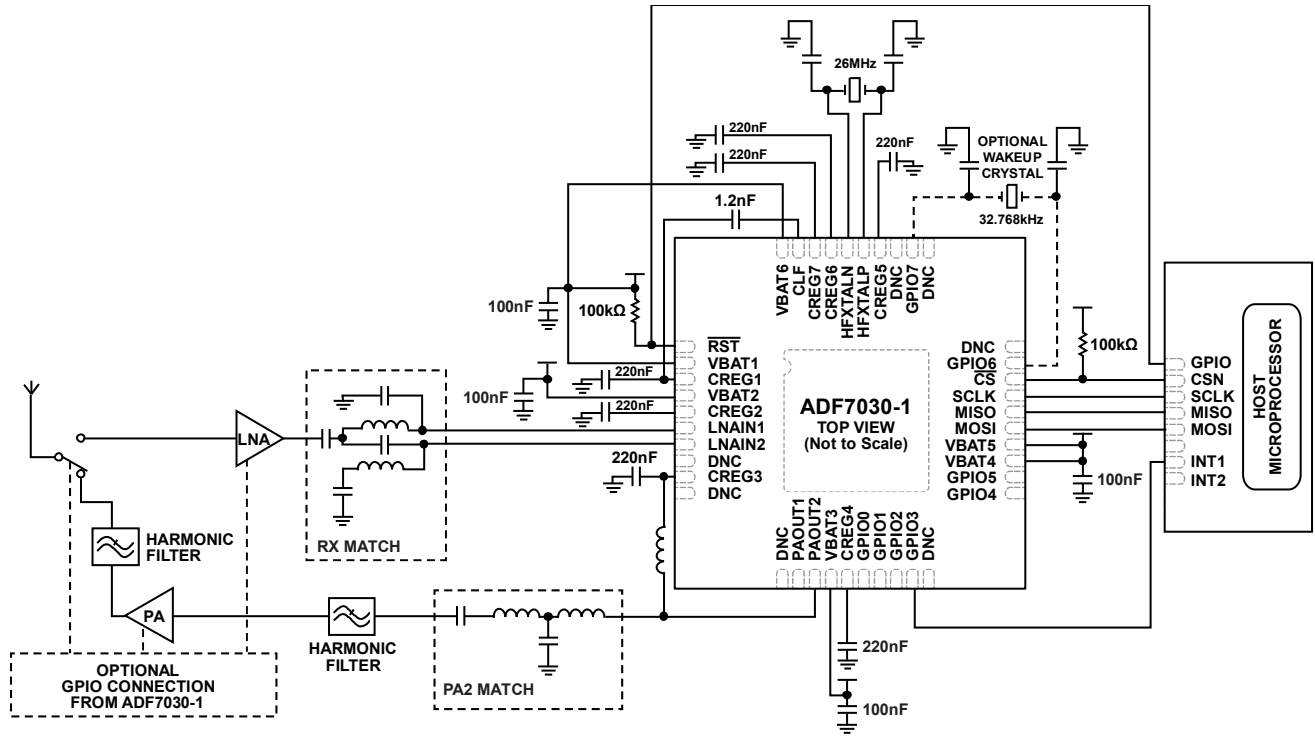 26MHz
220nF
220nF
220nF
OPTIONAL
WAKEUP
CRYSTAL
32.768kHz
1.2nF
100nF
100kΩ
VBAT6
CLF
CREG7
CREG6
HFXTALN
HFXTALP
CREG5
DNC
GPIO7
DNC
RST
VBAT1
CREG1
VBAT2
CREG2
LNAIN1
LNAIN2
DNC
CREG3
DNC
220nF
100nF
220nF
220nF
ADF7030-1
TOP VIEW
(Not to Scale)
DNC
GPIO6
CS
SCLK
MISO
MOSI
VBAT5
VBAT4
GPIO5
GPIO4
100kΩ
100nF
GPIO
CSN
SCLK
MISO
MOSI
INT1
INT2
HOST
MICROPROCESSOR
DNC
PAOUT1
PAOUT2
VBAT3
CREG4
GPIO0
GPIO1
GPIO2
GPIO3
DNC
220nF
100nF
LNA
RX MATCH
HARMONIC
FILTER
PA
HARMONIC
FILTER
PA2 MATCH
OPTIONAL
GPIO CONNECTION
FROM ADF7030-1